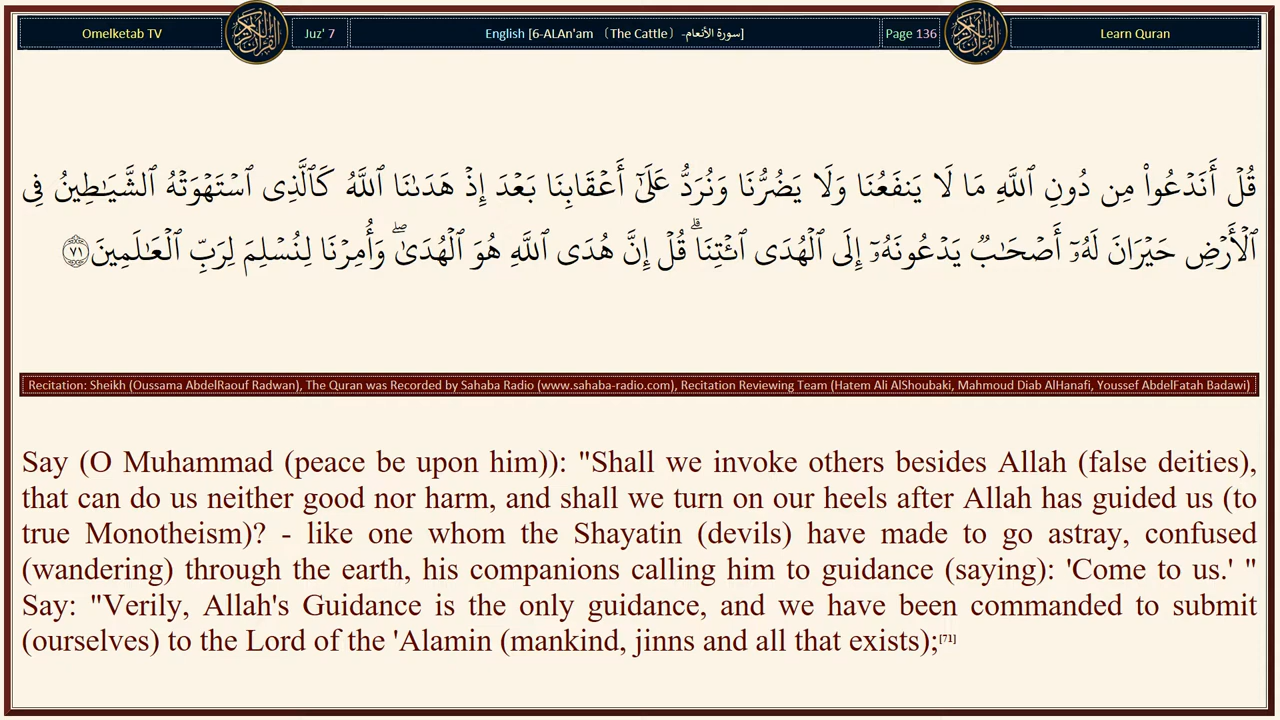 Omelketab TV
Juz' 7
English [6-ALAn'am （The Cattle）-سورة الأنعام]
Page 136
Learn Quran
قُلۡ أَنَدۡعُواْ مِن دُونِ ٱللَّهِ مَا لَا يَنفَعُنَا وَلَا يَضُرُّنَا وَنُرَدُّ عَلَىٰٓ أَعۡقَابِنَا بَعۡدَ إِذۡ هَدَىٰنَا ٱللَّهُ كَٱلَّذِى ٱسۡتَهۡوَتۡهُ ٱلشَّيَـٰطِينُ فِى
ٱلۡأَرۡضِ حَيۡرَانَ لَهُۥٓ أَصۡحَـٰبٌ يَدۡعُونَهُۥٓ إِلَى ٱلۡهُدَى ٱئۡتِنَاۗ قُلۡ إِنَّ هُدَى ٱللَّهِ هُوَ ٱلۡهُدَىٰۖ وَأُمِرۡنَا لِنُسۡلِمَ لِرَبِّ ٱلۡعَـٰلَمِينَ ٧١
Recitation: Sheikh (Oussama AbdelRaouf Radwan), The Quran was Recorded by Sahaba Radio (www.sahaba-radio.com), Recitation Reviewing Team (Hatem Ali AlShoubaki, Mahmoud Diab AlHanafi, Youssef AbdelFatah Badawi)
Say (O Muhammad (peace be upon him)): "Shall we invoke others besides Allah (false deities),
that can do us neither good nor harm, and shall we turn on our heels after Allah has guided us (to
true Monotheism)? - like one whom the Shayatin (devils) have made to go astray, confused
(wandering) through the earth, his companions calling him to guidance (saying): 'Come to us.' "
Say: "Verily, Allah's Guidance is the only guidance, and we have been commanded to submit
(ourselves) to the Lord of the 'Alamin (mankind, jinns and all that exists);[71]